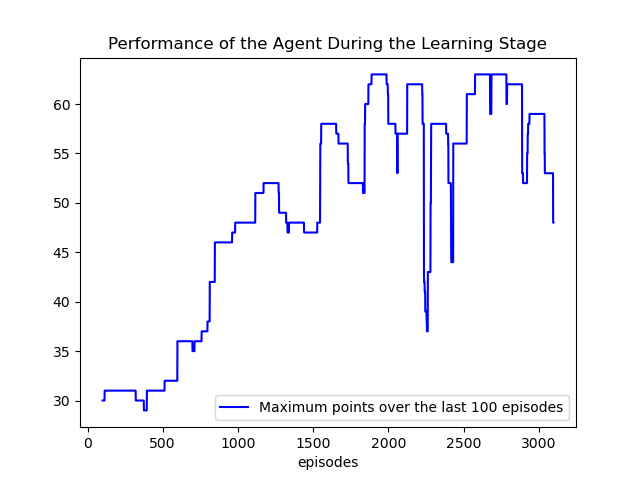 Performance of the Agent During the Learning Stage
60
55
50
45
40
35
30
Maximum points over the last 100 episodes
0 500 1000 1500 2000 2500 3000
episodes